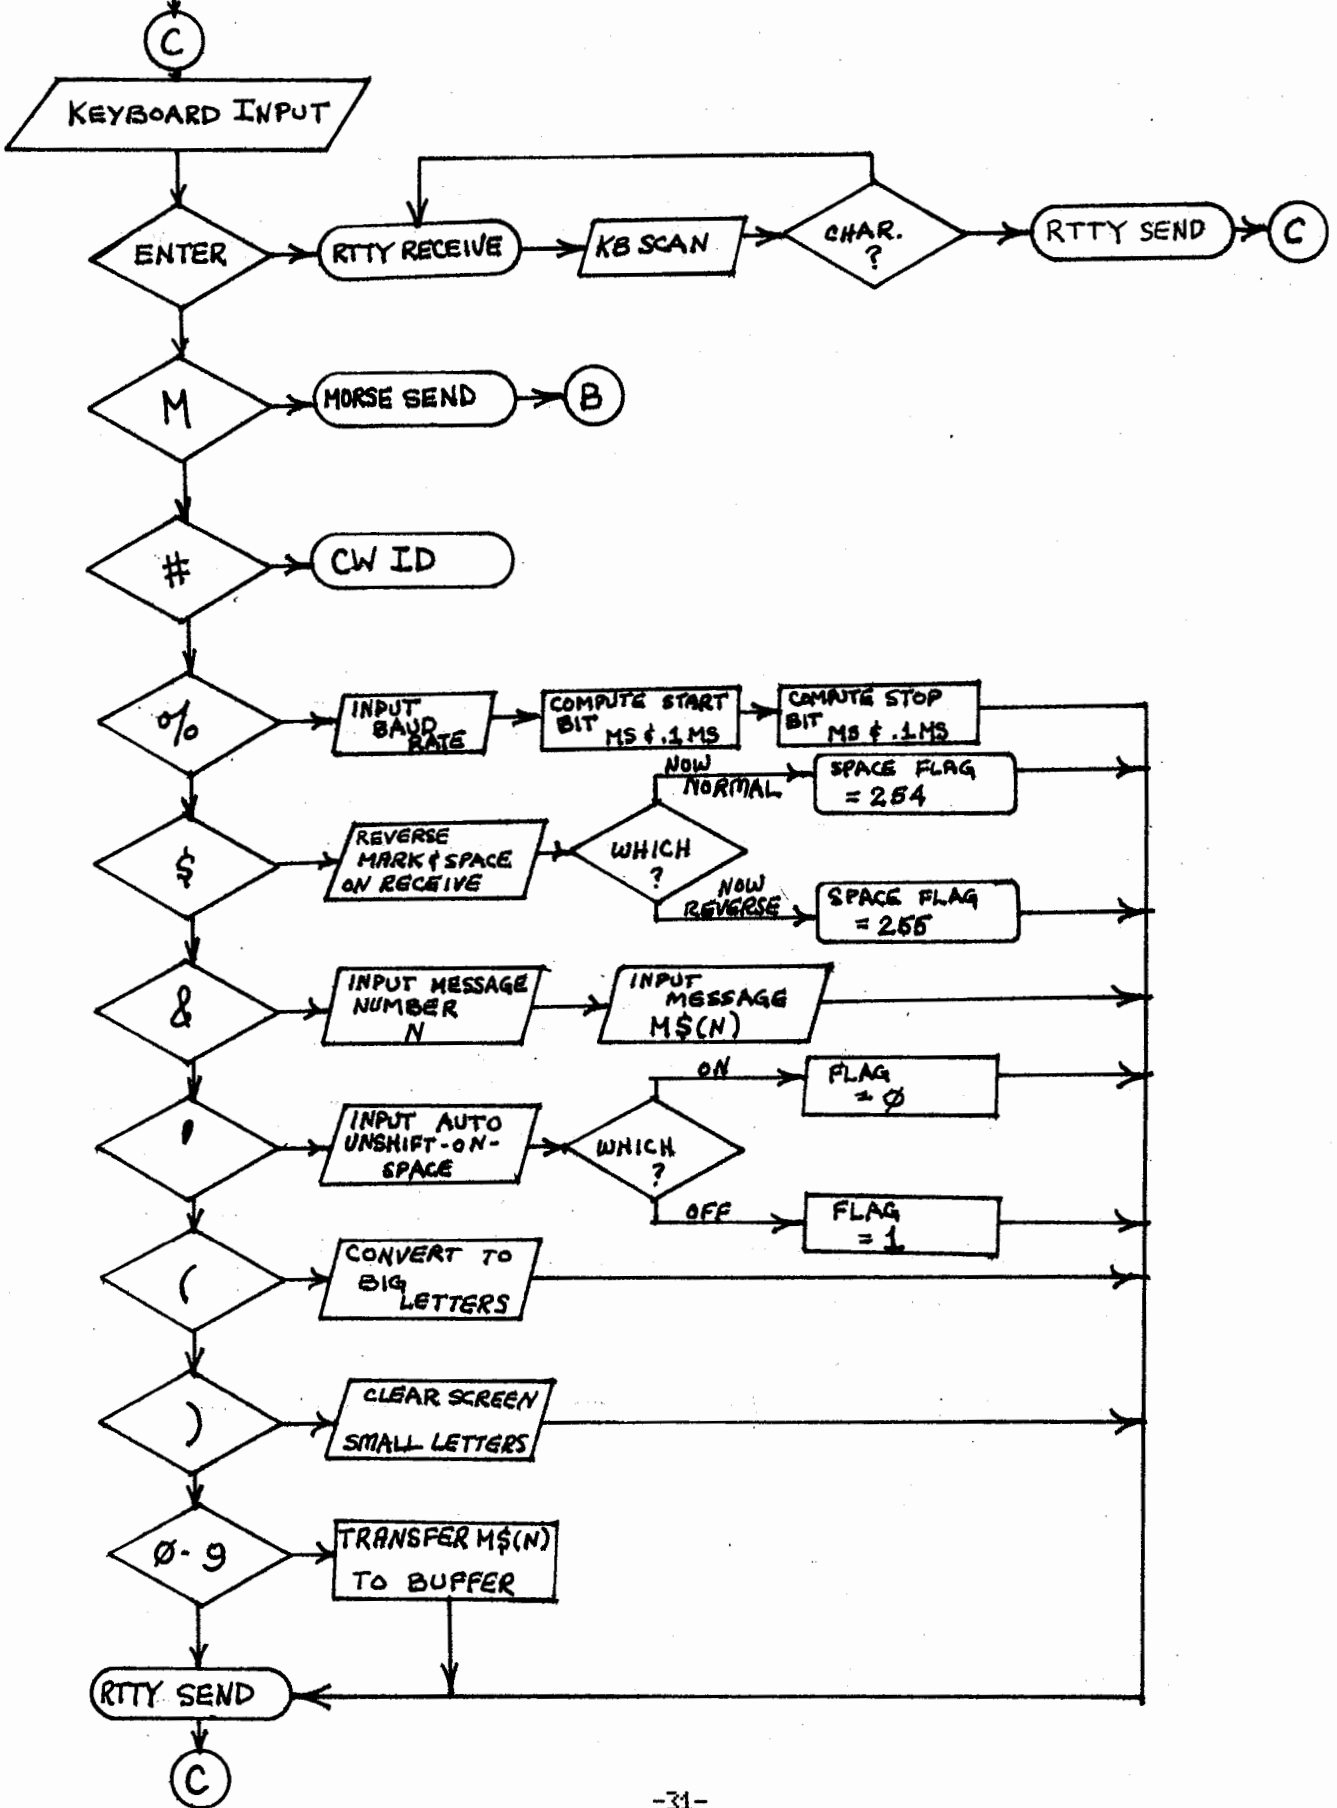 C
KEYBOARD INPUT
ENTER
RTTY RECEIVE
KB SCAN
CHAR.
?
RTTY SEND
C
M
MORSE SEND
B
#
CW ID
%
INPUT
BAUD
RATE
COMPUTE START
BIT
MS & .1 MS
COMPUTE STOP
BIT
MS & .1 MS
$
REVERSE
MARK & SPACE
ON RECEIVE
WHICH
?
NOW
NORMAL
SPACE FLAG
= 254
NOW
REVERSE
SPACE FLAG
= 255
&
INPUT MESSAGE
NUMBER
N
INPUT
MESSAGE
M$(N)
'
INPUT AUTO
UNSHIFT-ON-
SPACE
WHICH
?
ON
FLAG
= Ø
OFF
FLAG
= 1
(
CONVERT TO
BIG
LETTERS
)
CLEAR SCREEN
SMALL LETTERS
Ø-9
TRANSFER M$(N)
TO BUFFER
RTTY SEND
C
-31-